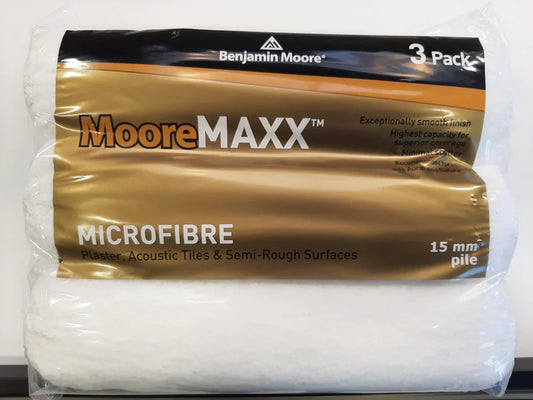 Benjamin Moore®
3 Pack
MooreMAXX™
Exceptionally smooth finish
Highest capacity for
superior coverage
Minimal
MICROFIBRE
Plaster, Acoustic Tiles & Semi-Rough Surfaces
15 mm
pile